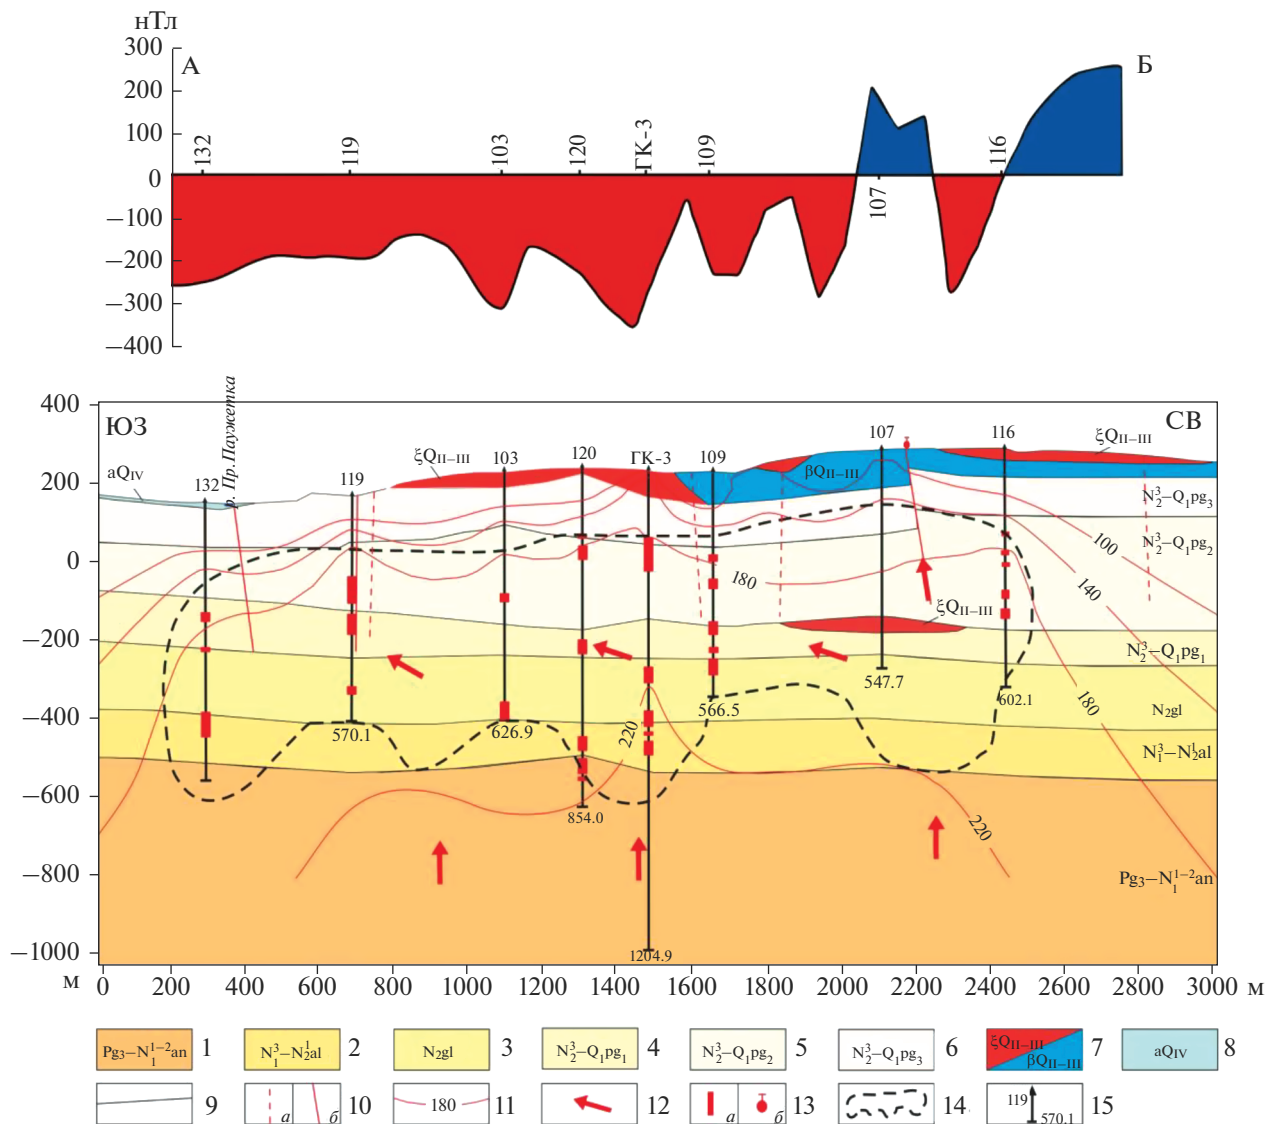 нТл
300
200
100
0
−100
−200
−300
−400
А
Б
132
119
103
120
ГК-3
109
107
116
400
200
0
−200
−400
−600
−800
−1000
м
ЮЗ
СВ
aQIV
132
р. Пр.Паужетка
119
ξQII–III
103
120
ГК-3
109
βQII–III
107
116
ξQII–III
N₂³–Q₁pg₃
N₂³–Q₁pg₂
100
140
180
180
ξQII–III
N₂³–Q₁pg₁
N₂gl
N₁³–N₂¹al
Pg₃–N₁¹⁻²an
220
220
570.1
626.9
854.0
1204.9
566.5
547.7
602.1
0 200 400 600 800 1000 1200 1400 1600 1800 2000 2200 2400 2600 2800 3000 м
Pg₃–N₁¹⁻²an 1
N₁³–N₂¹al 2
N₂gl 3
N₂³–Q₁pg₁ 4
N₂³–Q₁pg₂ 5
N₂³–Q₁pg₃ 6
ξQII–III βQII–III 7
aQIV 8
9
а б 10
180 11
12
а б 13
14
119 570.1 15